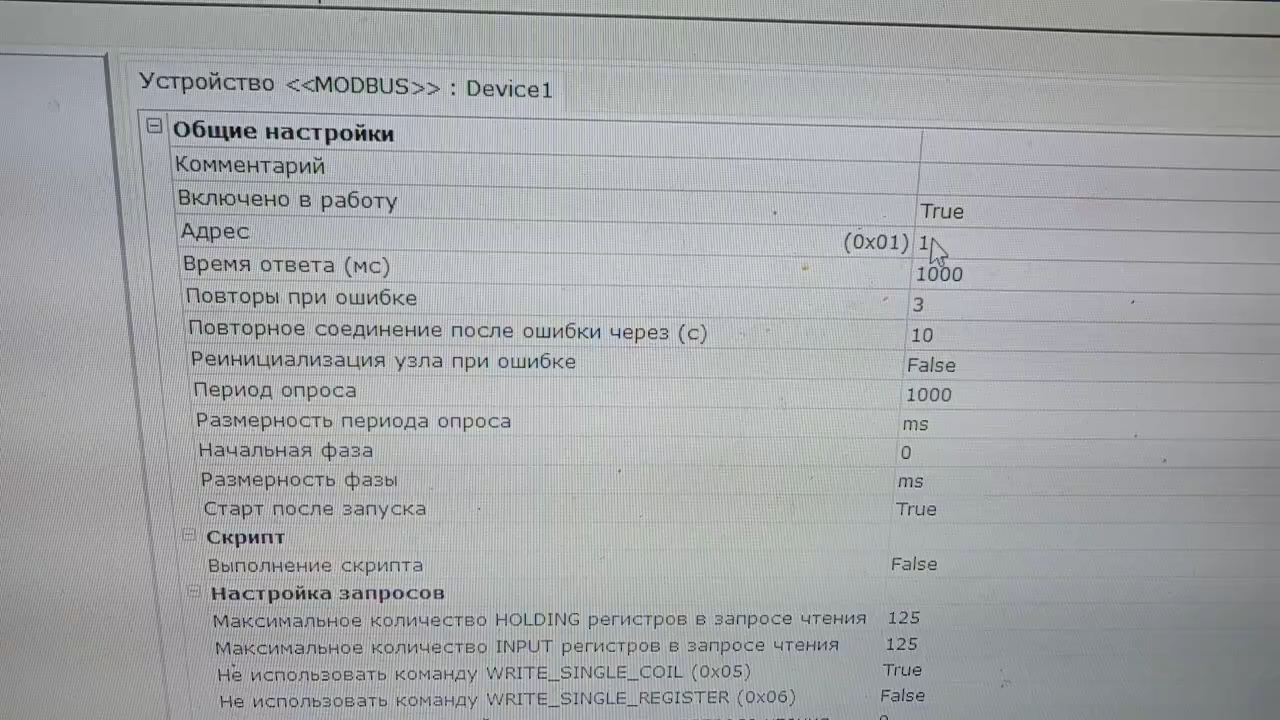 Устройство <<MODBUS>> : Device1
Общие настройки
Комментарий
Включено в работу True
Адрес (0x01) 1
Время ответа (мс) 1000
Повторы при ошибке 3
Повторное соединение после ошибки через (с) 10
Реинициализация узла при ошибке False
Период опроса 1000
Размерность периода опроса ms
Начальная фаза 0
Размерность фазы ms
Старт после запуска True
Скрипт
Выполнение скрипта False
Настройка запросов
Максимальное количество HOLDING регистров в запросе чтения 125
Максимальное количество INPUT регистров в запросе чтения 125
Не использовать команду WRITE_SINGLE_COIL (0x05) True
Не использовать команду WRITE_SINGLE_REGISTER (0x06) False